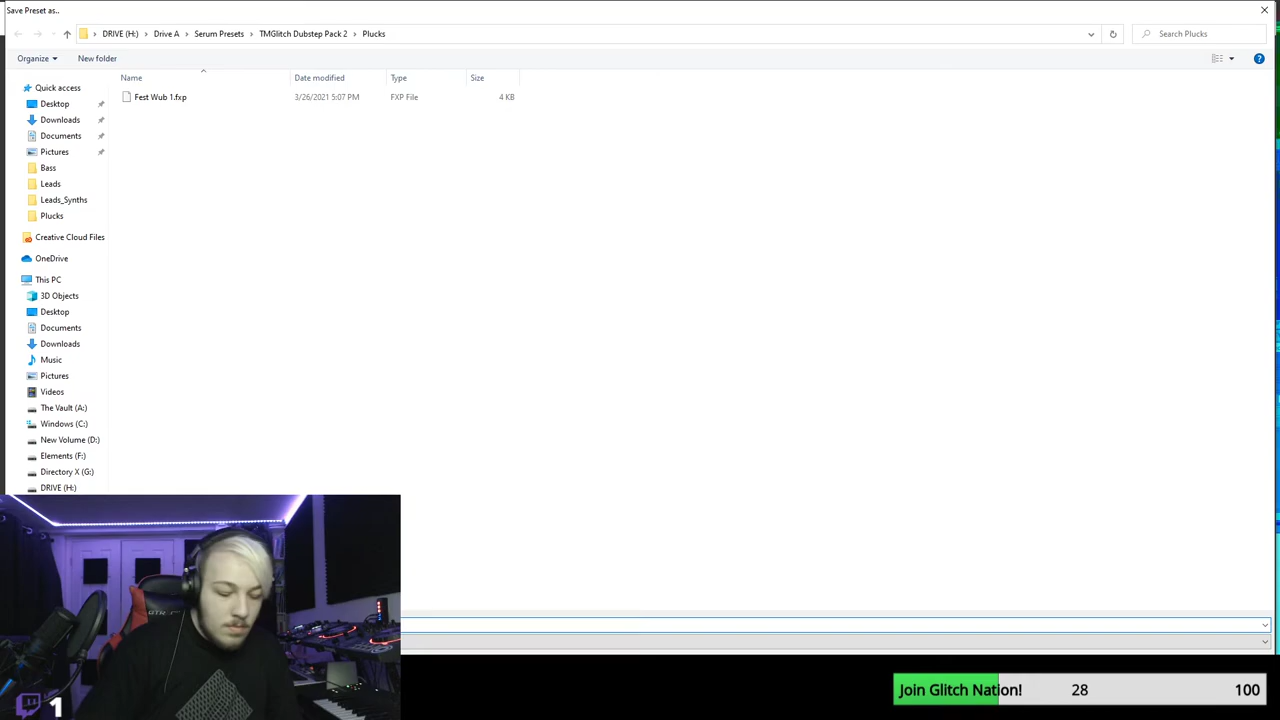 Save Preset as..
DRIVE (H:) › Drive A › Serum Presets › TMGlitch Dubstep Pack 2 › Plucks
Search Plucks
Organize New folder
Name Date modified Type Size
Fest Wub 1.fxp 3/26/2021 5:07 PM FXP File 4 KB
Quick access
Desktop
Downloads
Documents
Pictures
Bass
Leads
Leads_Synths
Plucks
Creative Cloud Files
OneDrive
This PC
3D Objects
Desktop
Documents
Downloads
Music
Pictures
Videos
The Vault (A:)
Windows (C:)
New Volume (D:)
Elements (F:)
Directory X (G:)
DRIVE (H:)
1
Join Glitch Nation! 28 100